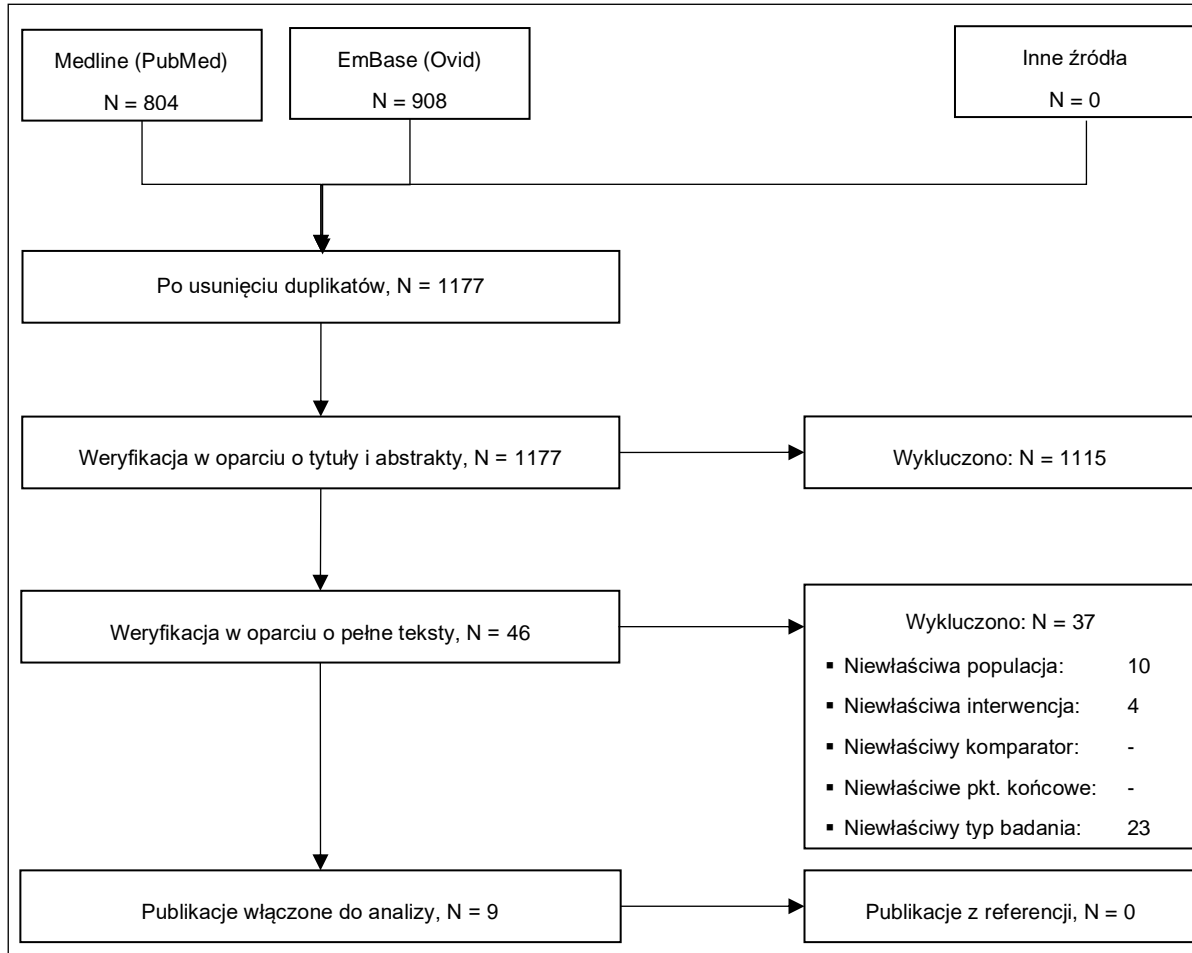 Medline (PubMed)
N = 804
EmBase (Ovid)
N = 908
Inne źródła
N = 0
Po usunięciu duplikatów, N = 1177
Weryfikacja w oparciu o tytuły i abstrakty, N = 1177
Wykluczono: N = 1115
Weryfikacja w oparciu o pełne teksty, N = 46
Wykluczono: N = 37
▪ Niewłaściwa populacja: 10
▪ Niewłaściwa interwencja: 4
▪ Niewłaściwy komparator: -
▪ Niewłaściwe pkt. końcowe: -
▪ Niewłaściwy typ badania: 23
Publikacje włączone do analizy, N = 9
Publikacje z referencji, N = 0